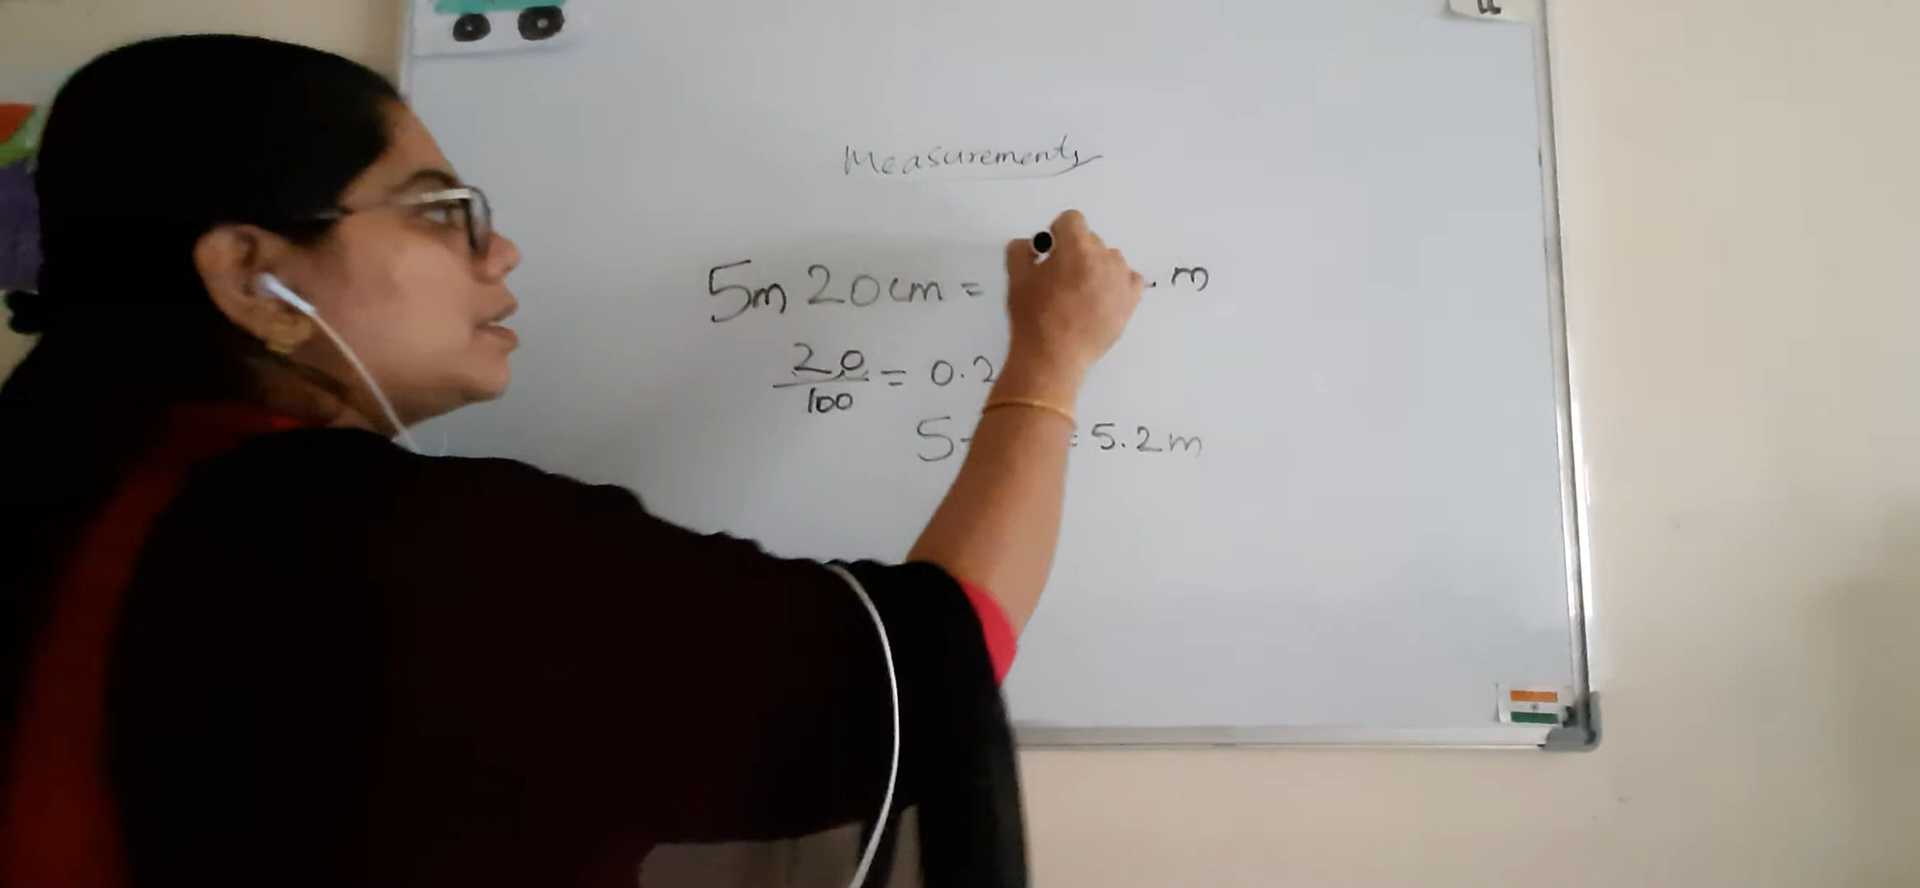 Measurements
5m 20cm = . m
20/100 = 0.2
5 = 5.2m